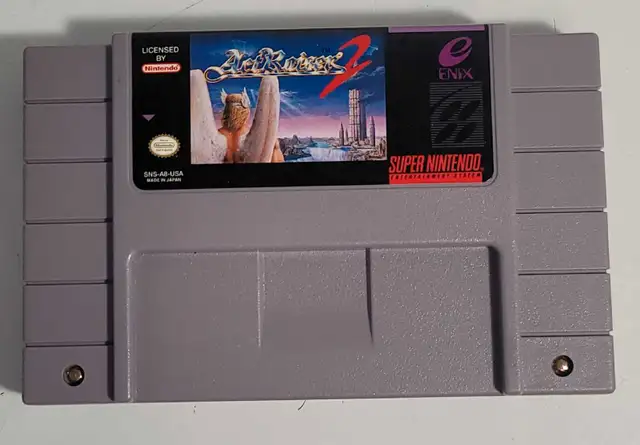 LICENSED
BY
Nintendo
ActRaiser 2
ENIX
SNS-A8-USA
MADE IN JAPAN
SUPER NINTENDO
ENTERTAINMENT SYSTEM